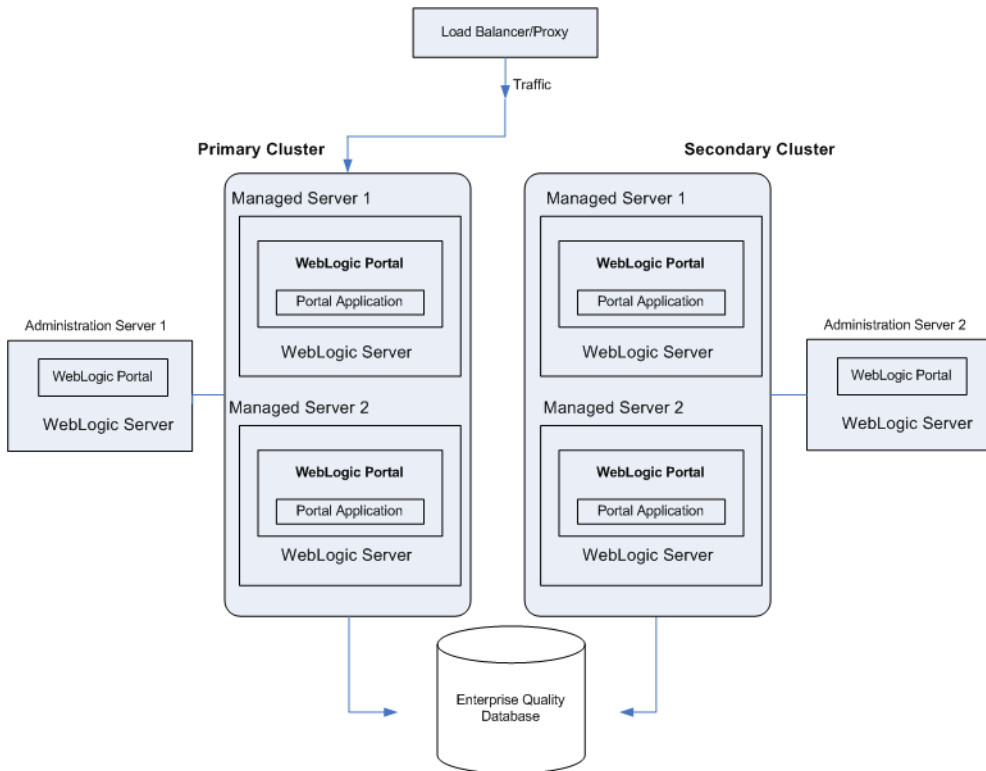 Load Balancer/Proxy
Traffic
Primary Cluster
Secondary Cluster
Managed Server 1
WebLogic Portal
Portal Application
WebLogic Server
Managed Server 1
WebLogic Portal
Portal Application
WebLogic Server
Administration Server 1
WebLogic Portal
WebLogic Server
Administration Server 2
WebLogic Portal
WebLogic Server
Managed Server 2
WebLogic Portal
Portal Application
WebLogic Server
Managed Server 2
WebLogic Portal
Portal Application
WebLogic Server
Enterprise Quality
Database